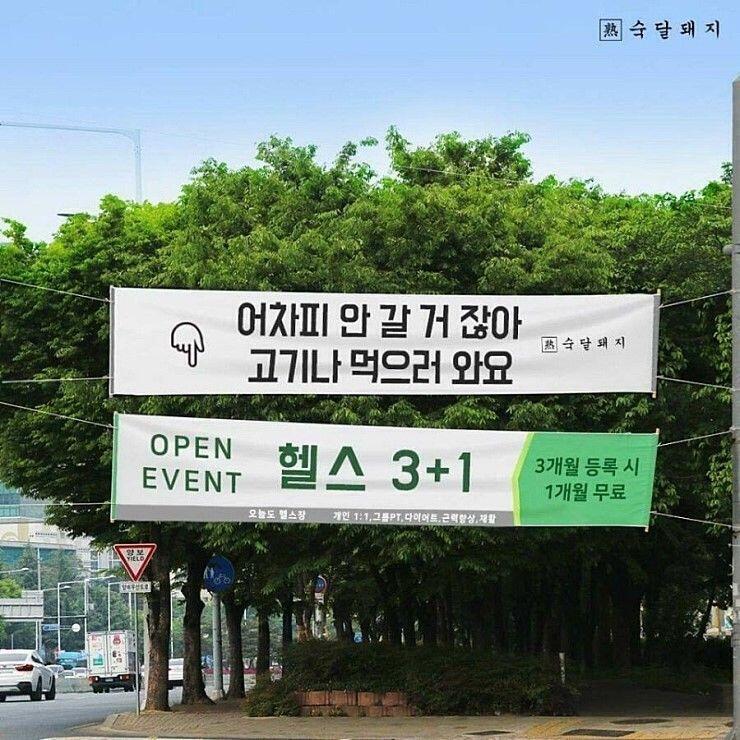 熟 숙달돼지
어차피 안 갈 거 잖아
고기나 먹으러 와요
熟 숙달돼지
OPEN
EVENT
헬스 3+1
3개월 등록 시
1개월 무료
오늘도 헬스장 개인 1:1,그룹PT,다이어트,근력향상,재활
양보
YIELD